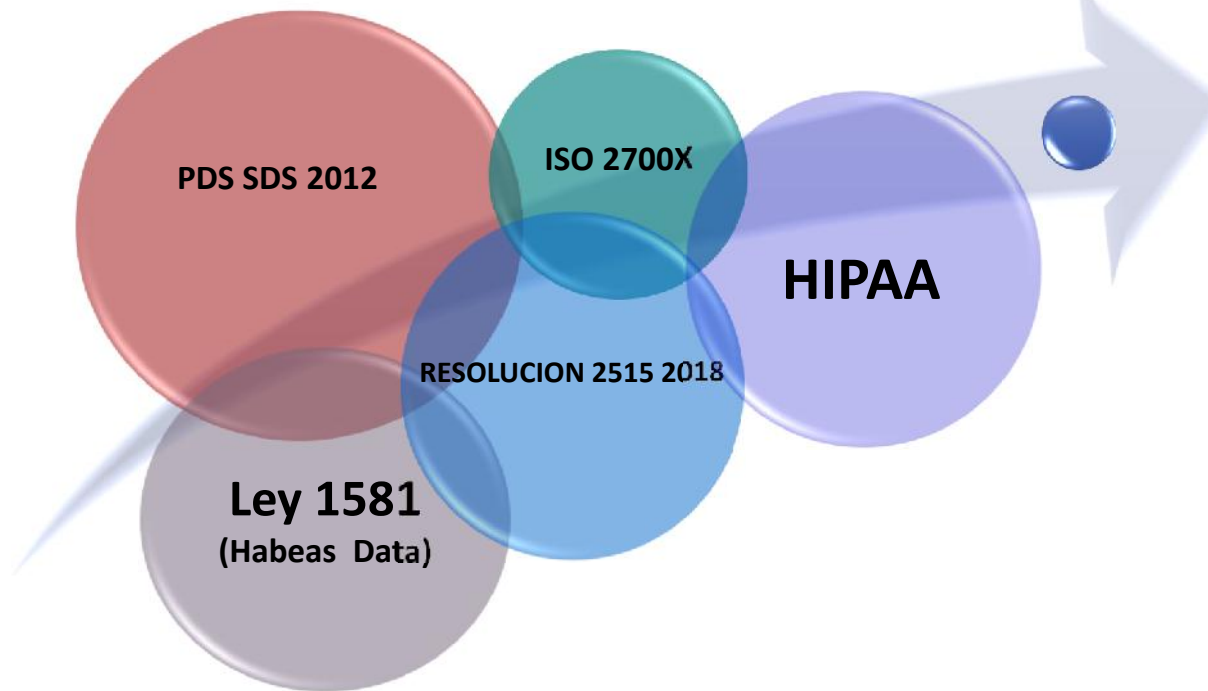 PDS SDS 2012
ISO 2700X
HIPAA
RESOLUCION 2515 2018
Ley 1581
(Habeas Data)